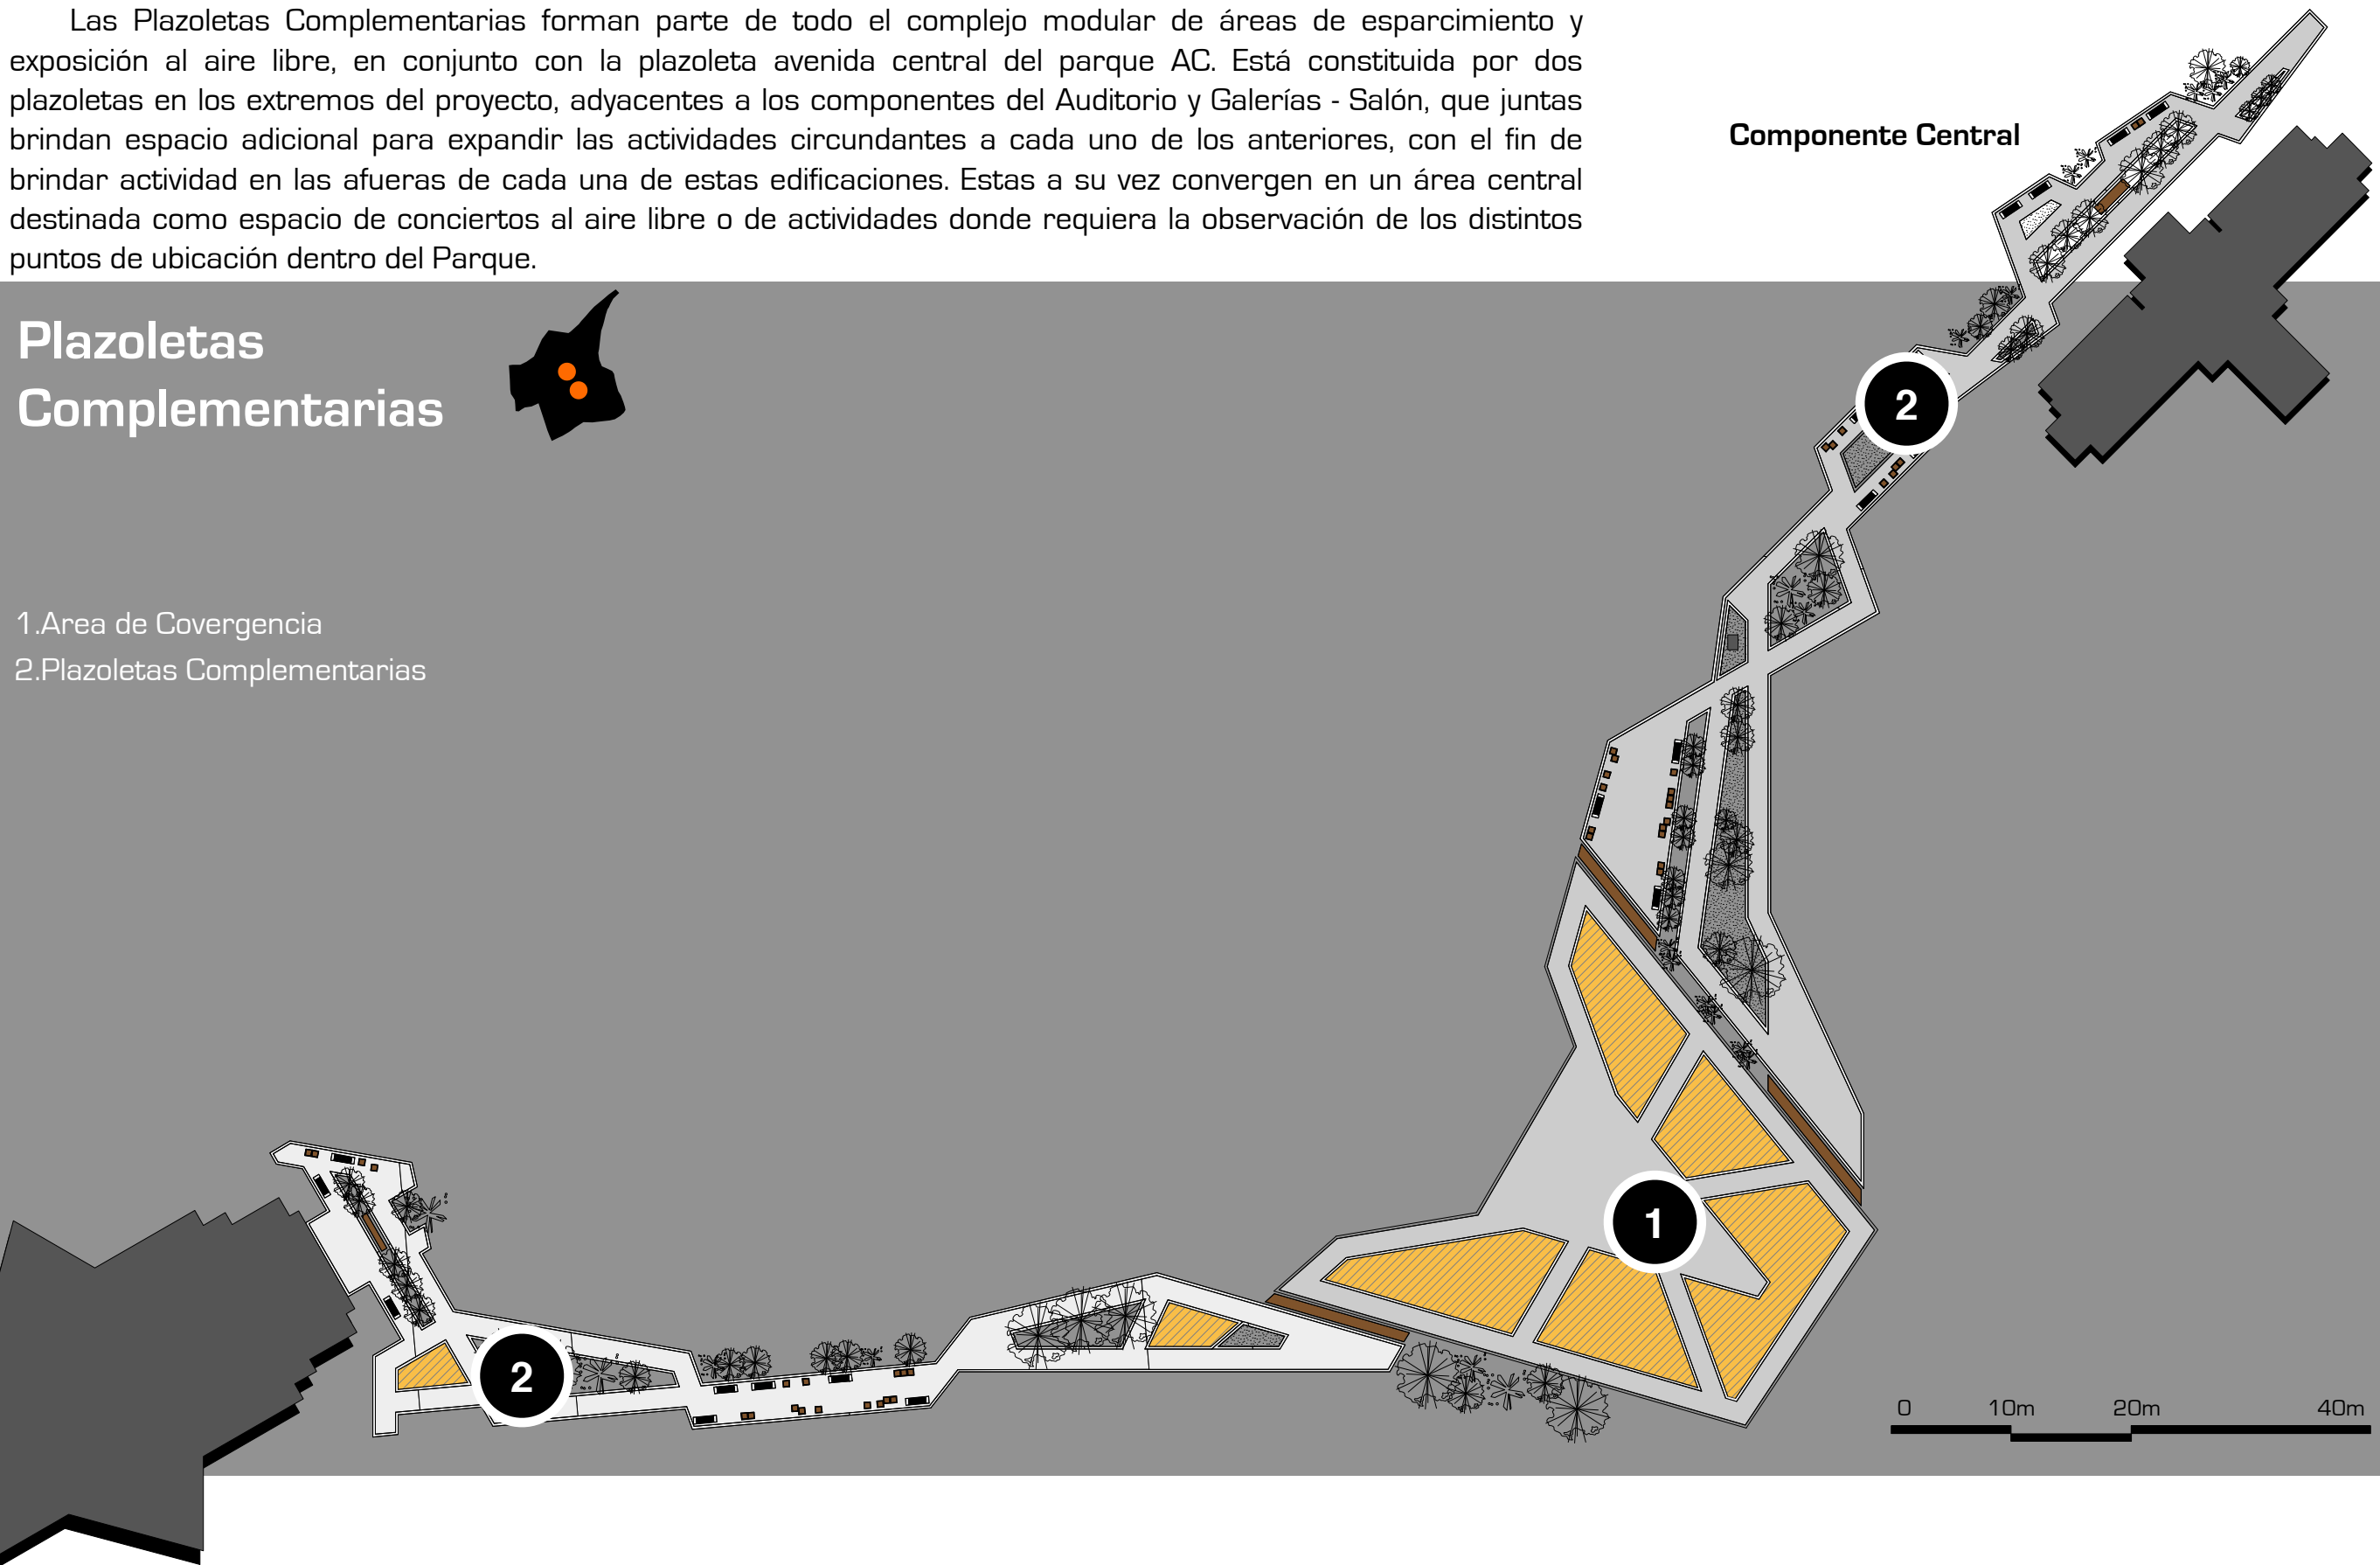 Las Plazoletas Complementarias forman parte de todo el complejo modular de áreas de esparcimiento y
exposición al aire libre, en conjunto con la plazoleta avenida central del parque AC. Está constituida por dos
plazoletas en los extremos del proyecto, adyacentes a los componentes del Auditorio y Galerías - Salón, que juntas
brindan espacio adicional para expandir las actividades circundantes a cada uno de los anteriores, con el fin de
brindar actividad en las afueras de cada una de estas edificaciones. Estas a su vez convergen en un área central
destinada como espacio de conciertos al aire libre o de actividades donde requiera la observación de los distintos
puntos de ubicación dentro del Parque.
Componente Central
Plazoletas
Complementarias
2
1.Area de Covergencia
2.Plazoletas Complementarias
1
2
0 10m 20m 40m